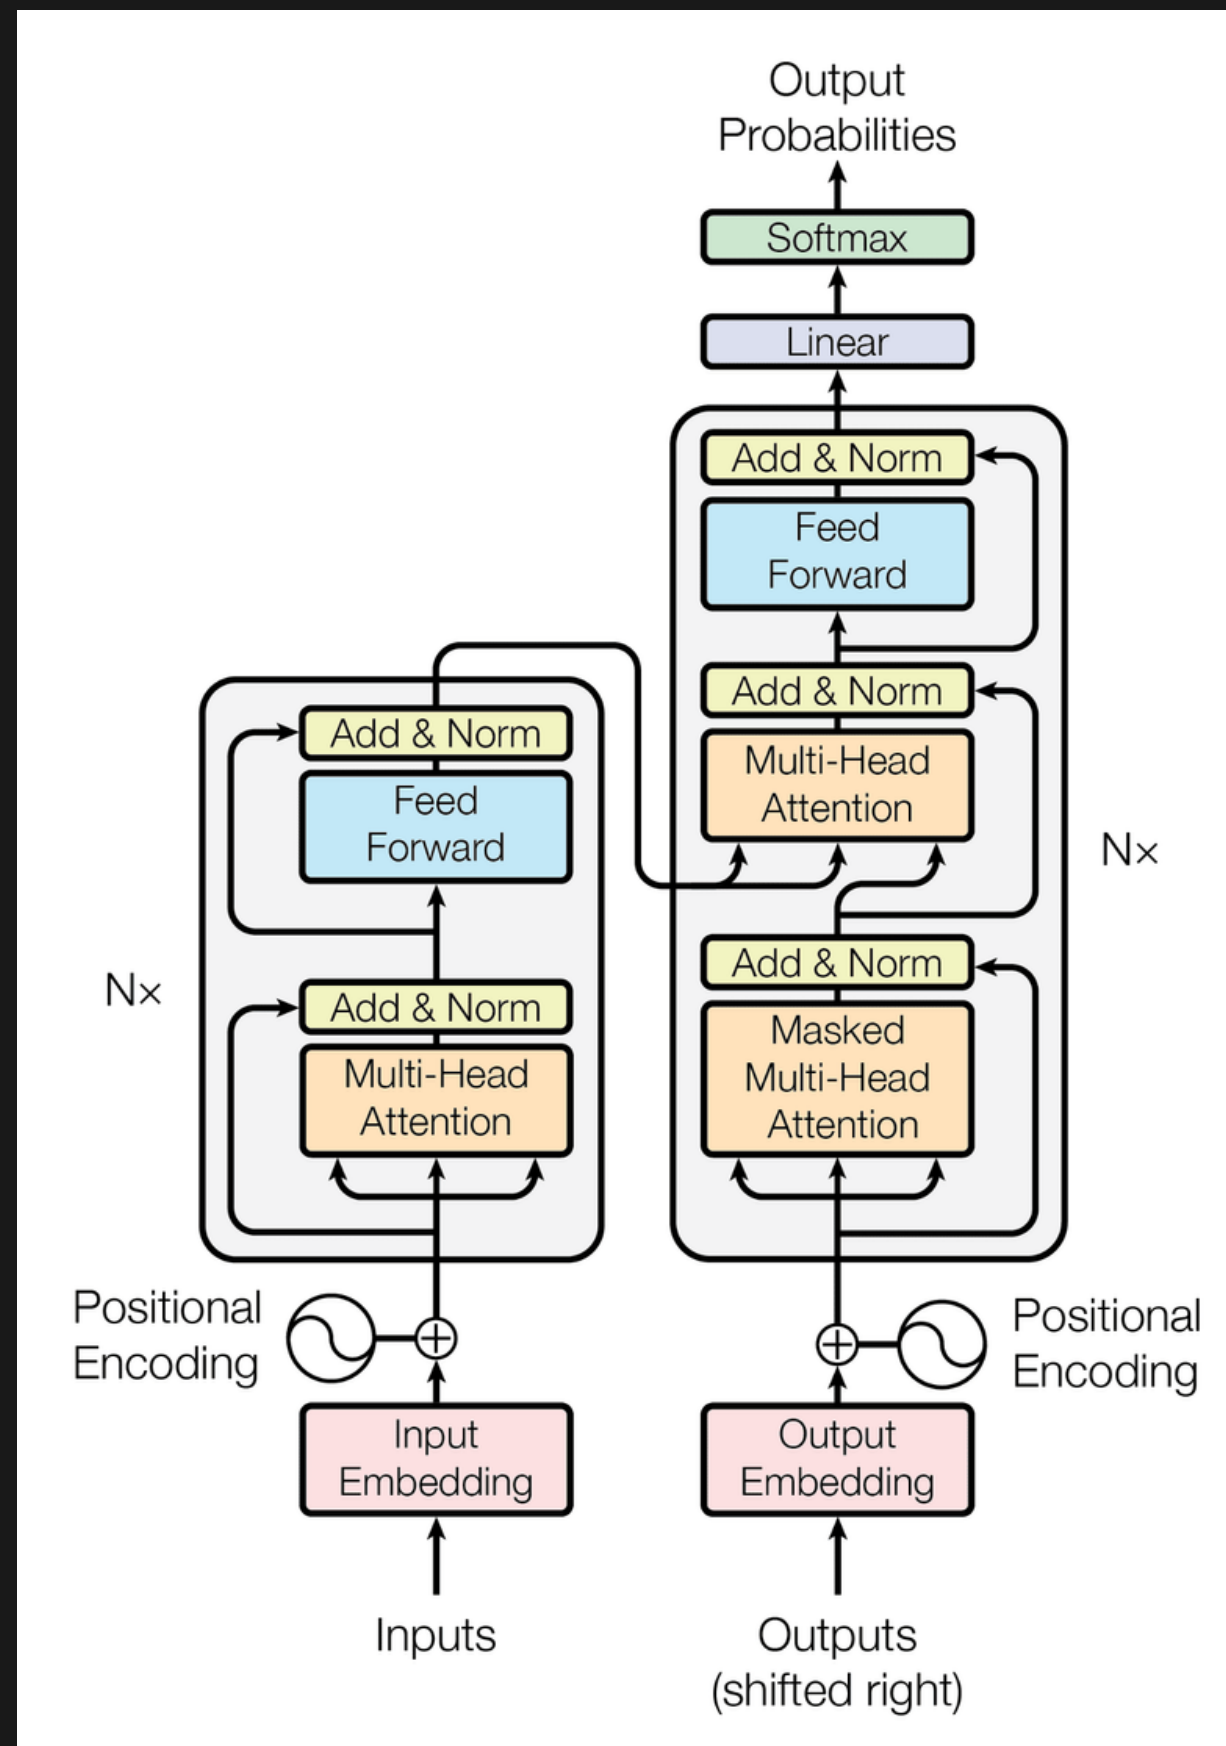 Output
Probabilities
Softmax
Linear
Add & Norm
Feed
Forward
Add & Norm
Multi-Head
Attention
Nx
Add & Norm
Masked
Multi-Head
Attention
Add & Norm
Feed
Forward
Nx
Add & Norm
Multi-Head
Attention
Positional
Encoding
Positional
Encoding
Input
Embedding
Output
Embedding
Inputs
Outputs
(shifted right)